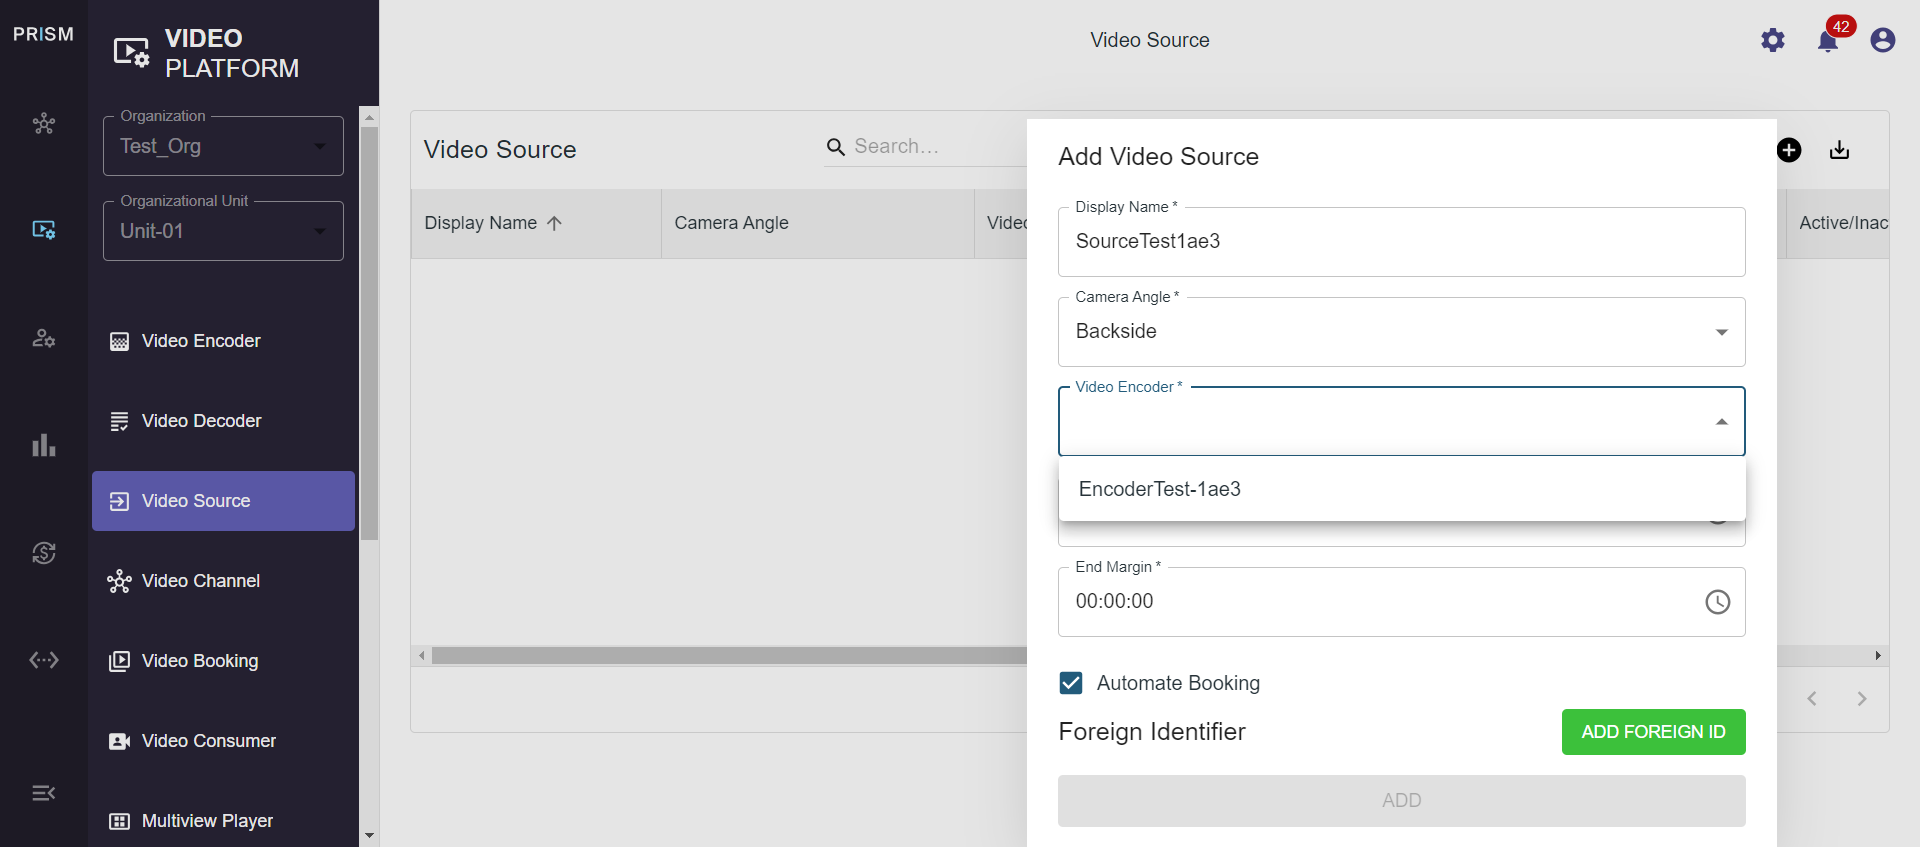 PRISM
VIDEO
PLATFORM
Organization
Test_Org
Organizational Unit
Unit-01
Video Encoder
Video Decoder
Video Source
Video Channel
Video Booking
Video Consumer
Multiview Player
Video Source
42
Video Source
Search...
Display Name
Camera Angle
Active/Inac
Add Video Source
Display Name *
SourceTest1ae3
Camera Angle *
Backside
Video Encoder *
EncoderTest-1ae3
End Margin *
00:00:00
Automate Booking
Foreign Identifier
ADD FOREIGN ID
ADD